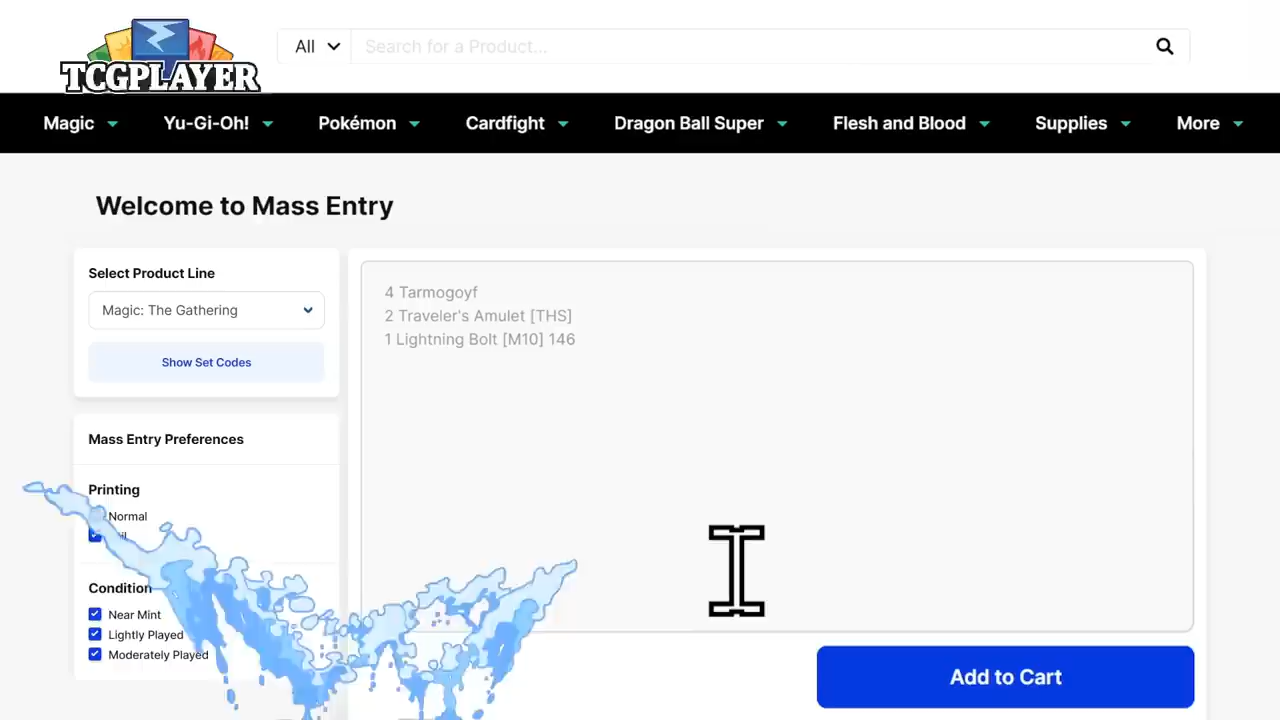 TCGPLAYER
All
Search for a Product...
Magic
Yu-Gi-Oh!
Pokémon
Cardfight
Dragon Ball Super
Flesh and Blood
Supplies
More
Welcome to Mass Entry
Select Product Line
Magic: The Gathering
Show Set Codes
4 Tarmogoyf
2 Traveler's Amulet [THS]
1 Lightning Bolt [M10] 146
Mass Entry Preferences
Printing
Normal
Condition
Near Mint
Lightly Played
Moderately Played
Add to Cart